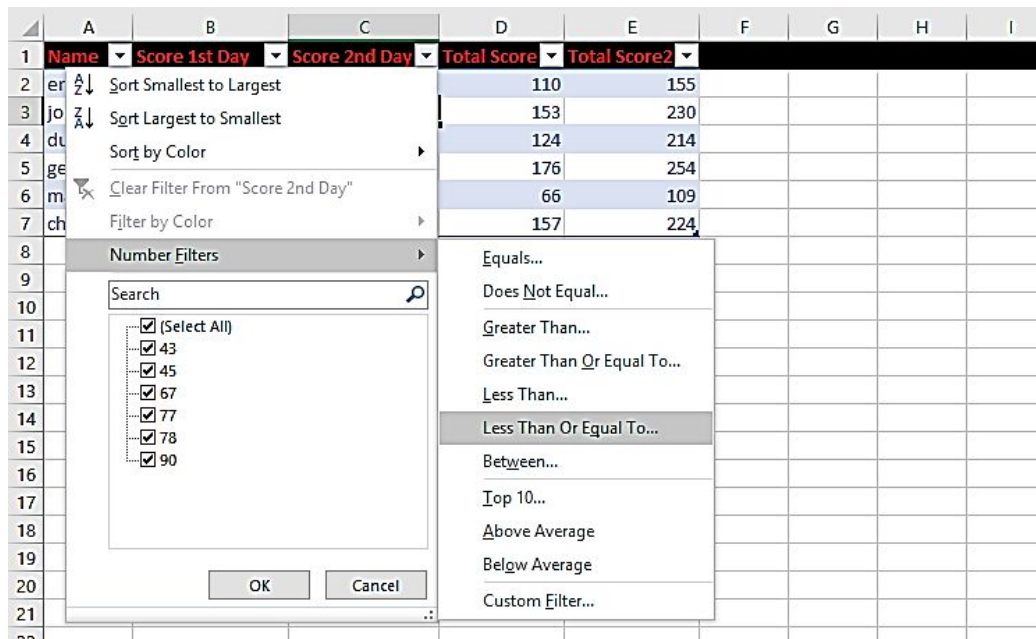 A B C D E F G H I
1 Name Score 1st Day Score 2nd Day Total Score Total Score2
2 er 110 155
3 jo 153 230
4 du 124 214
5 ge 176 254
6 m 66 109
7 ch 157 224
8
9
10
11
12
13
14
15
16
17
18
19
20
21
Sort Smallest to Largest
Sort Largest to Smallest
Sort by Color
Clear Filter From "Score 2nd Day"
Filter by Color
Number Filters
Search
(Select All)
43
45
67
77
78
90
OK Cancel
Equals...
Does Not Equal...
Greater Than...
Greater Than Or Equal To...
Less Than...
Less Than Or Equal To...
Between...
Top 10...
Above Average
Below Average
Custom Filter...